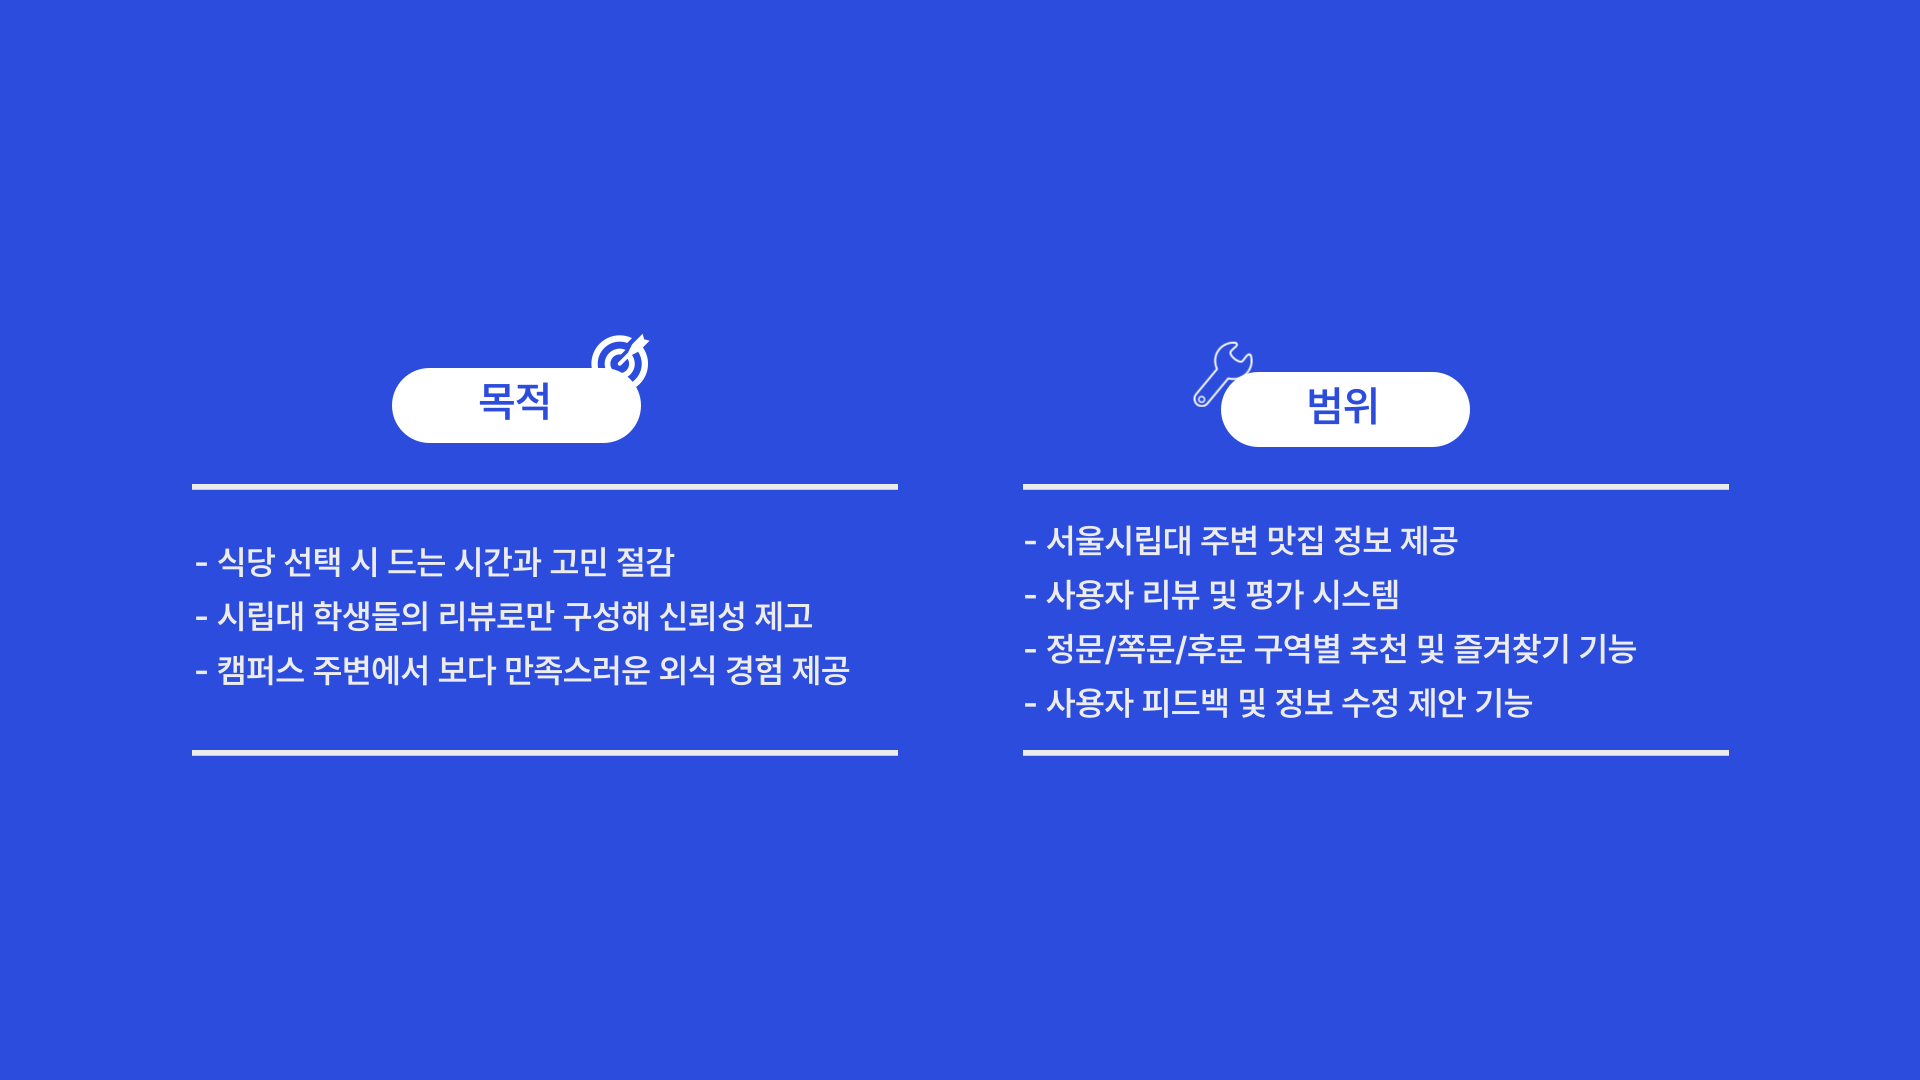 목적
- 식당 선택 시 드는 시간과 고민 절감
- 시립대 학생들의 리뷰로만 구성해 신뢰성 제고
- 캠퍼스 주변에서 보다 만족스러운 외식 경험 제공
범위
- 서울시립대 주변 맛집 정보 제공
- 사용자 리뷰 및 평가 시스템
- 정문/쪽문/후문 구역별 추천 및 즐겨찾기 기능
- 사용자 피드백 및 정보 수정 제안 기능